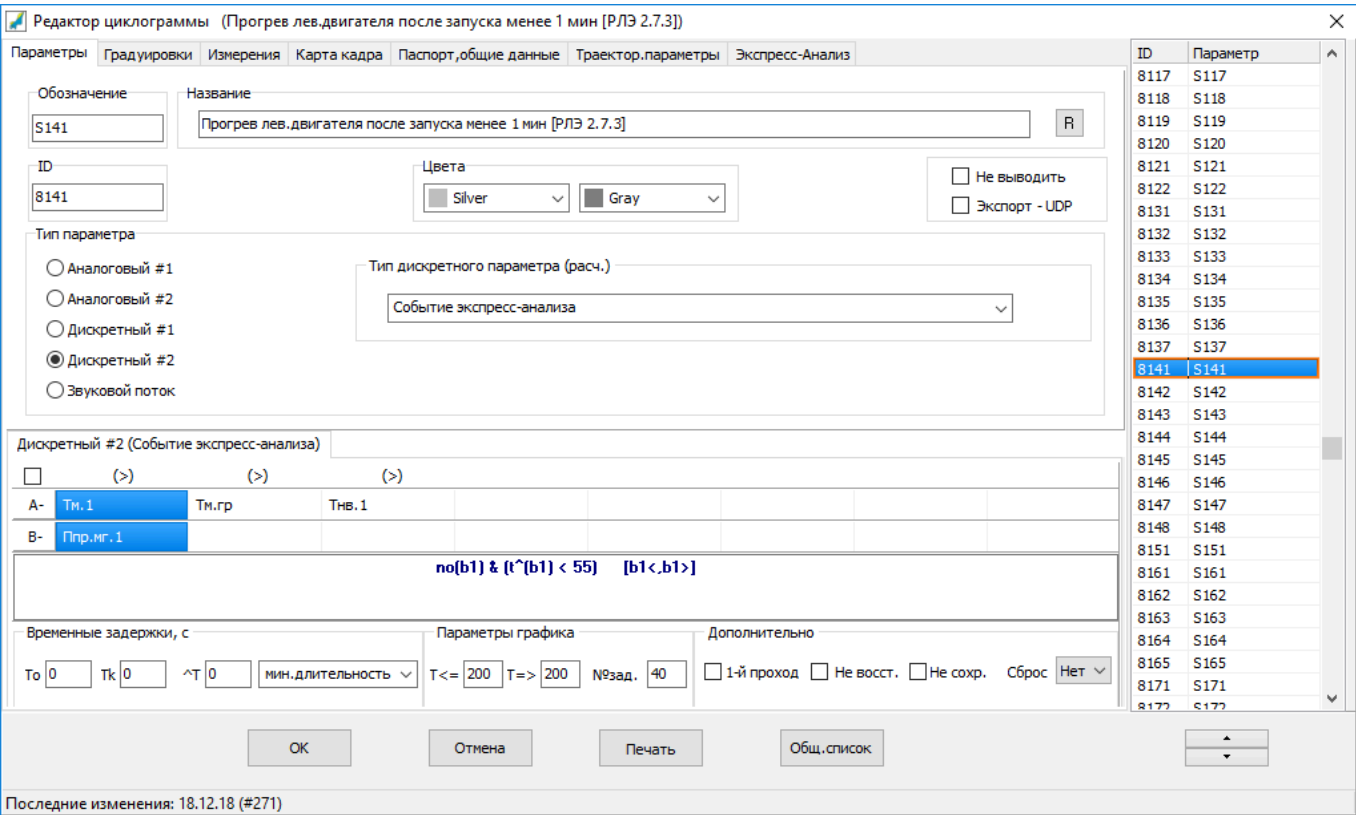 Редактор циклограммы (Прогрев лев.двигателя после запуска менее 1 мин [РЛЭ 2.7.3])
Параметры Градуировки Измерения Карта кадра Паспорт,общие данные Траектор.параметры Экспресс-Анализ
Обозначение Название
S141 Прогрев лев.двигателя после запуска менее 1 мин [РЛЭ 2.7.3] R
ID Цвета
8141 Silver Gray
Не выводить
Экспорт - UDP
Тип параметра
Аналоговый #1
Аналоговый #2
Дискретный #1
Дискретный #2
Звуковой поток
Тип дискретного параметра (расч.)
Событие экспресс-анализа
Дискретный #2 (Событие экспресс-анализа)
(>) (>) (>)
A- Тм.1 Тм.гр Тнв.1
B- Ппр.мг.1
no(b1) & (t^(b1) < 55) [b1<,b1>]
Временные задержки, с Параметры графика Дополнительно
To 0 Tk 0 ^T 0 мин.длительность T<= 200 T=> 200 №зад. 40 1-й проход Не восст. Не сохр. Сброс Нет
ID Параметр
8117 S117
8118 S118
8119 S119
8120 S120
8121 S121
8122 S122
8131 S131
8132 S132
8133 S133
8134 S134
8135 S135
8136 S136
8137 S137
8141 S141
8142 S142
8143 S143
8144 S144
8145 S145
8146 S146
8147 S147
8148 S148
8151 S151
8161 S161
8162 S162
8163 S163
8164 S164
8165 S165
8171 S171
8172 S172
OK Отмена Печать Общ.список
Последние изменения: 18.12.18 (#271)